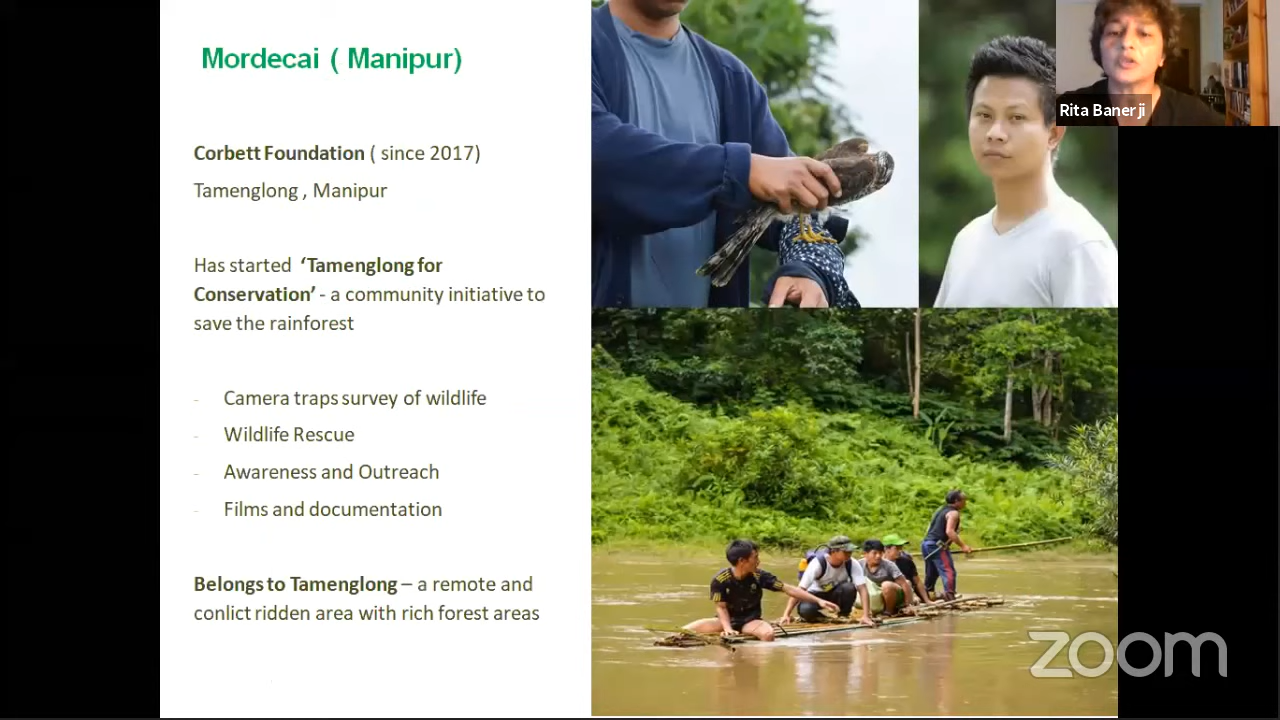 Mordecai ( Manipur)
Corbett Foundation ( since 2017)
Tamenglong , Manipur
Has started ‘Tamenglong for
Conservation’ - a community initiative to
save the rainforest
- Camera traps survey of wildlife
- Wildlife Rescue
- Awareness and Outreach
- Films and documentation
Belongs to Tamenglong – a remote and
conlict ridden area with rich forest areas
Rita Banerji
zoom